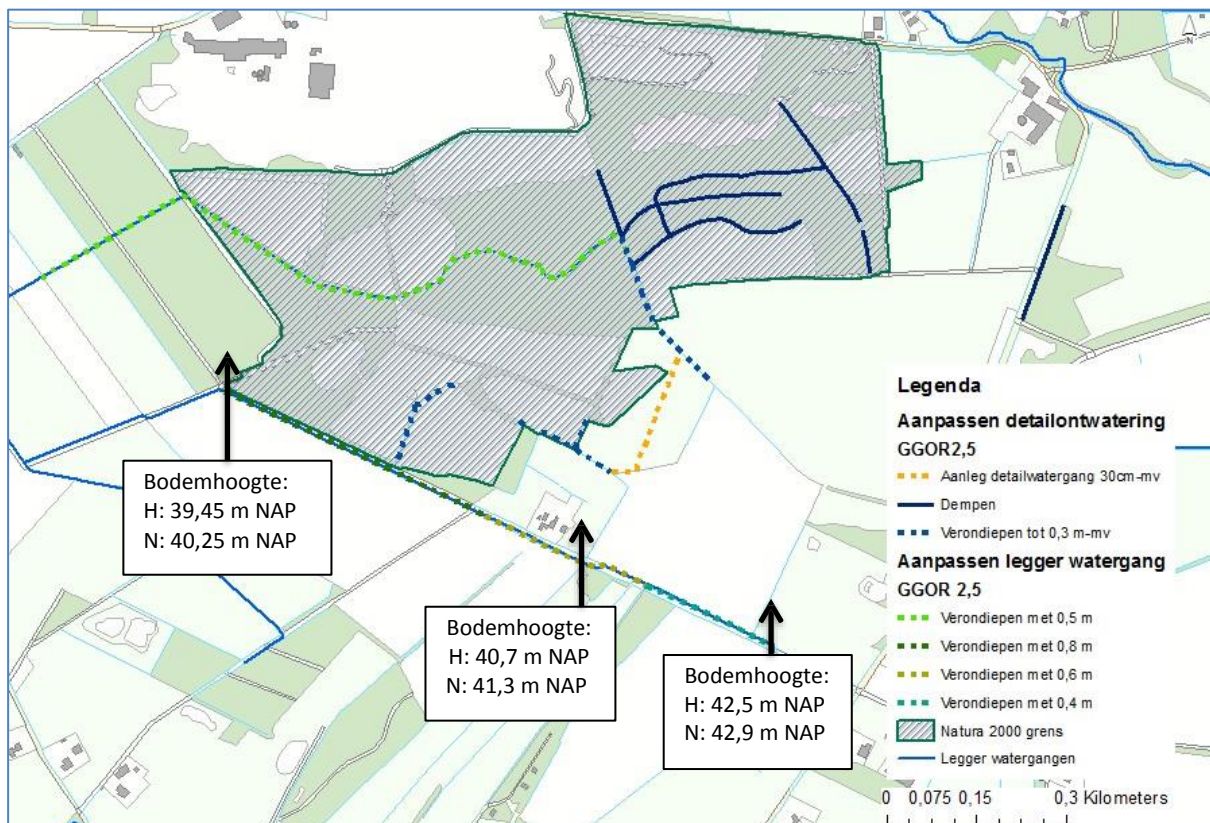 N
Bodemhoogte:
H: 39,45 m NAP
N: 40,25 m NAP
Bodemhoogte:
H: 40,7 m NAP
N: 41,3 m NAP
Bodemhoogte:
H: 42,5 m NAP
N: 42,9 m NAP
Legenda
Aanpassen detailontwatering
GGOR2,5
Aanleg detailwatergang 30cm-mv
Dempen
Verondiepen tot 0,3 m-mv
Aanpassen legger watergang
GGOR 2,5
Verondiepen met 0,5 m
Verondiepen met 0,8 m
Verondiepen met 0,6 m
Verondiepen met 0,4 m
Natura 2000 grens
Legger watergangen
0 0,075 0,15 0,3 Kilometers